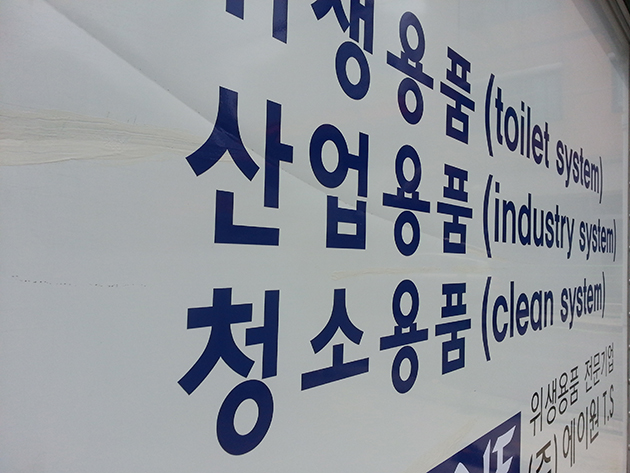 위생용품 (toilet system)
산업용품 (industry system)
청소용품 (clean system)
위생용품 전문기업
(주) 에이원 T.S